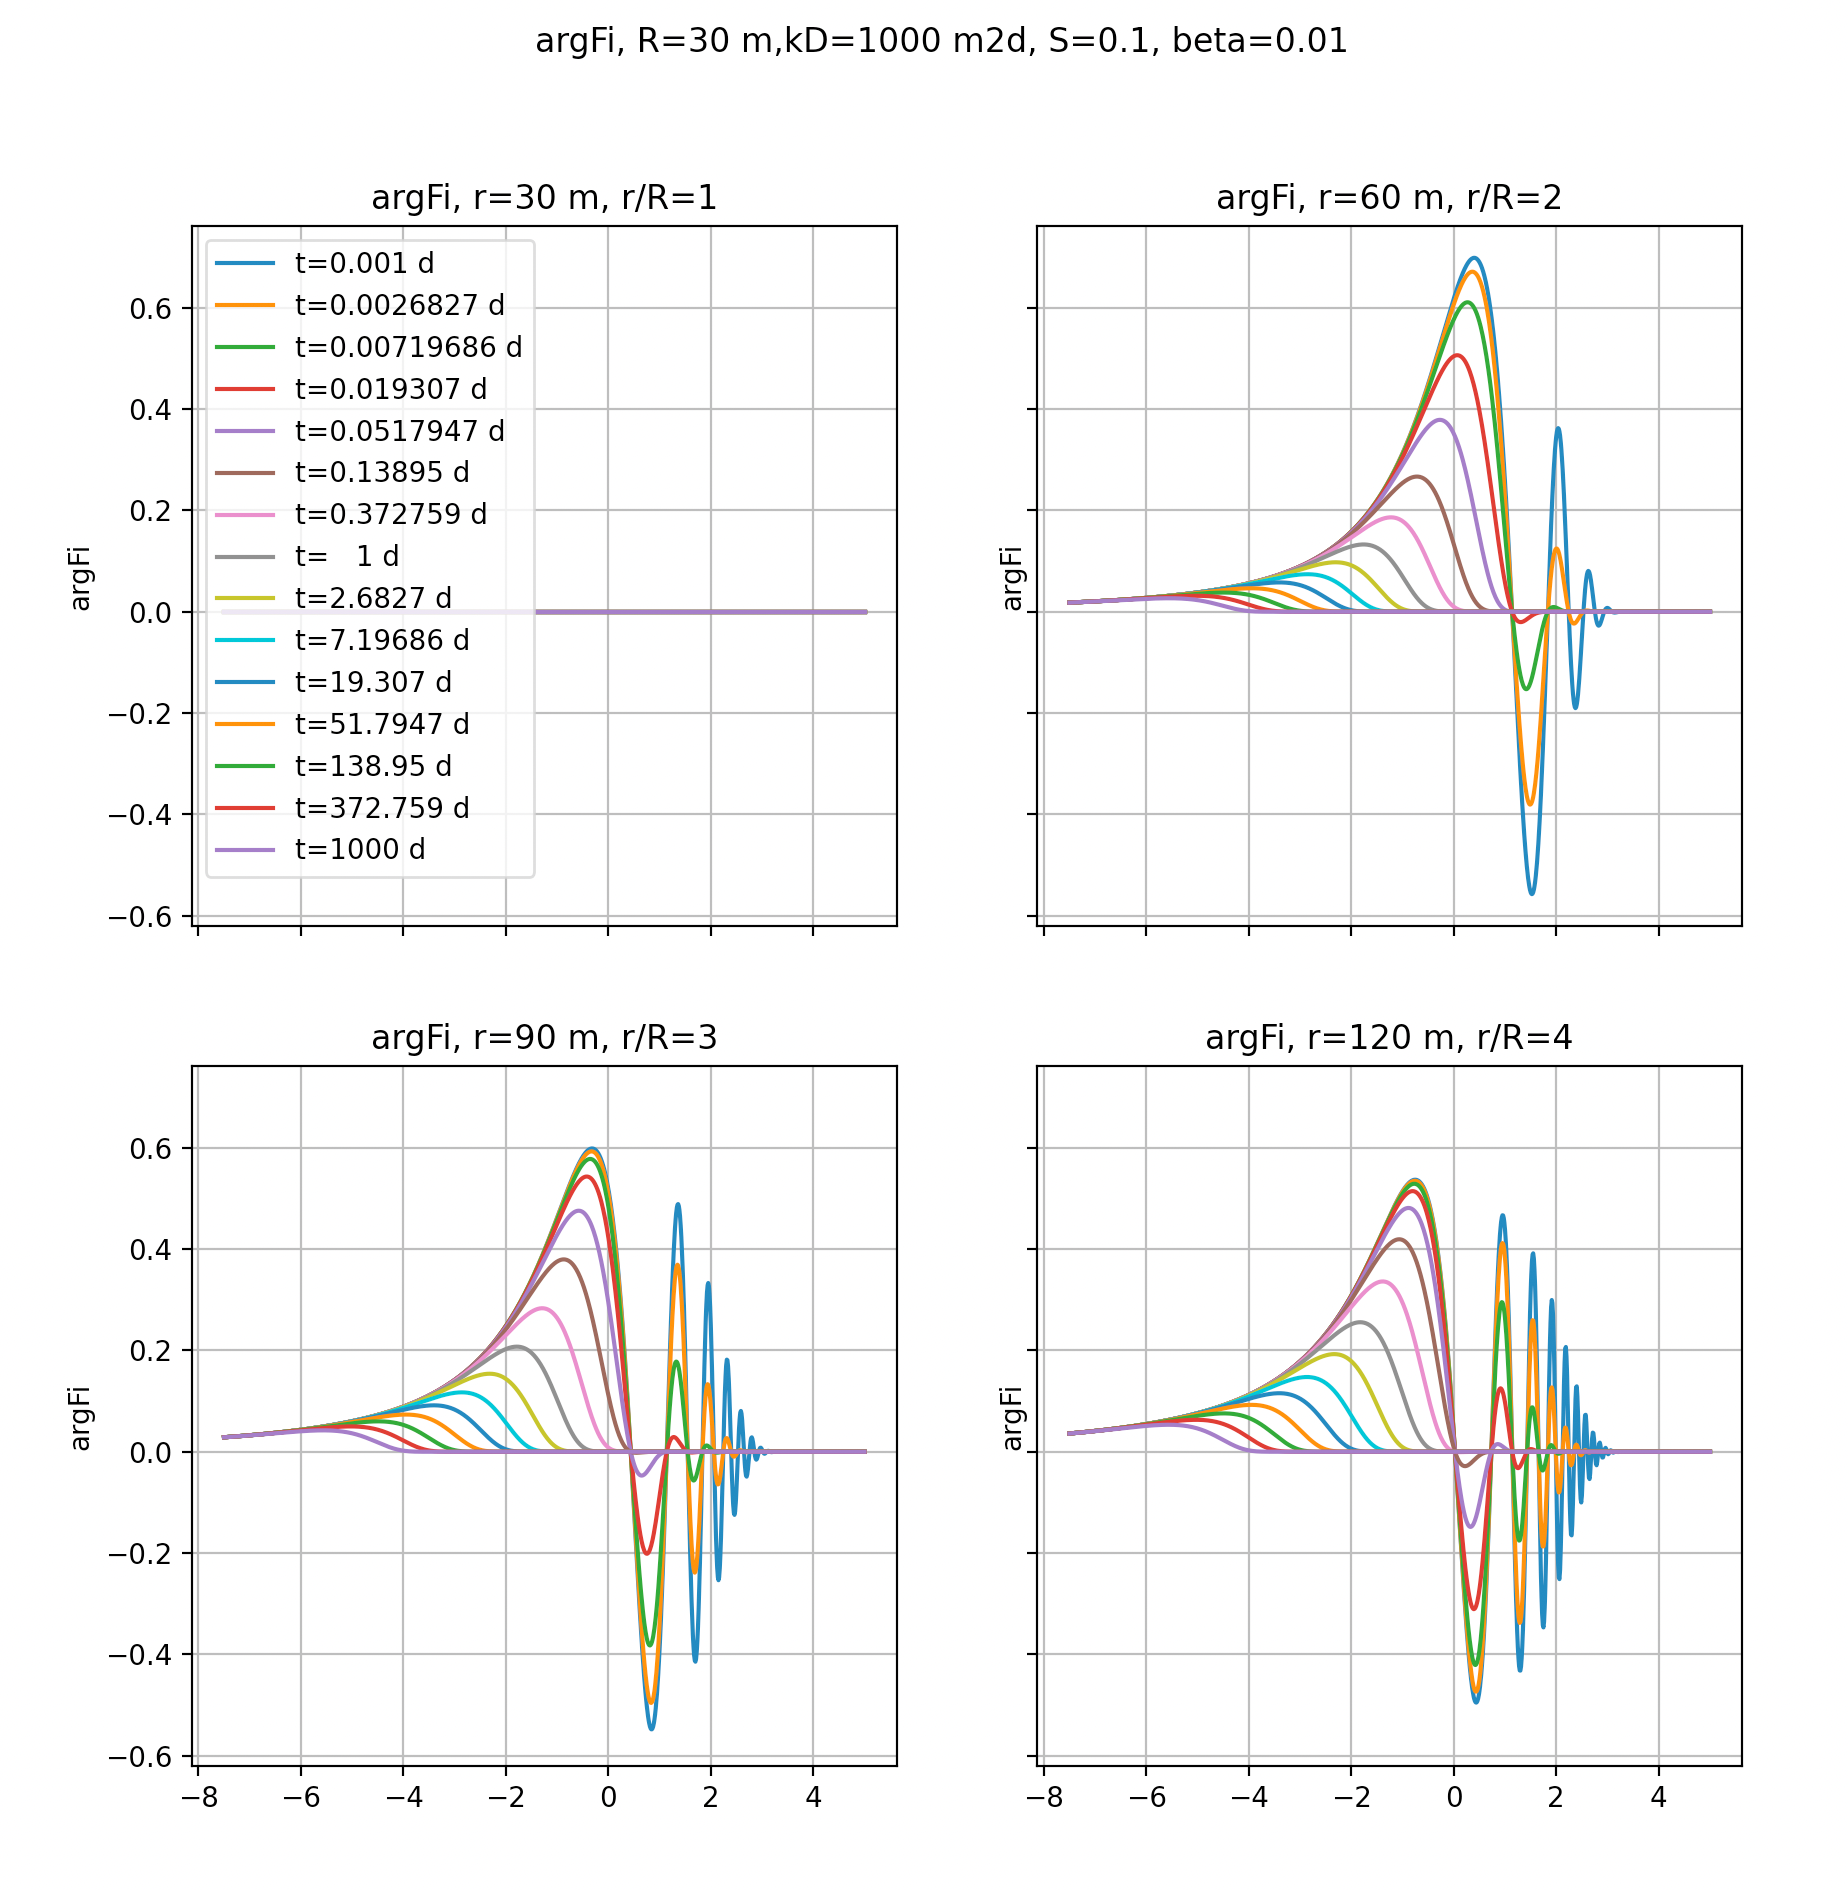 argFi, R=30 m,kD=1000 m2d, S=0.1, beta=0.01
argFi, r=30 m, r/R=1
argFi
0.6
0.4
0.2
0.0
−0.2
−0.4
−0.6
t=0.001 d
t=0.0026827 d
t=0.00719686 d
t=0.019307 d
t=0.0517947 d
t=0.13895 d
t=0.372759 d
t=   1 d
t=2.6827 d
t=7.19686 d
t=19.307 d
t=51.7947 d
t=138.95 d
t=372.759 d
t=1000 d
argFi, r=60 m, r/R=2
argFi
argFi, r=90 m, r/R=3
argFi
0.6
0.4
0.2
0.0
−0.2
−0.4
−0.6
−8 −6 −4 −2 0 2 4
argFi, r=120 m, r/R=4
argFi
−8 −6 −4 −2 0 2 4